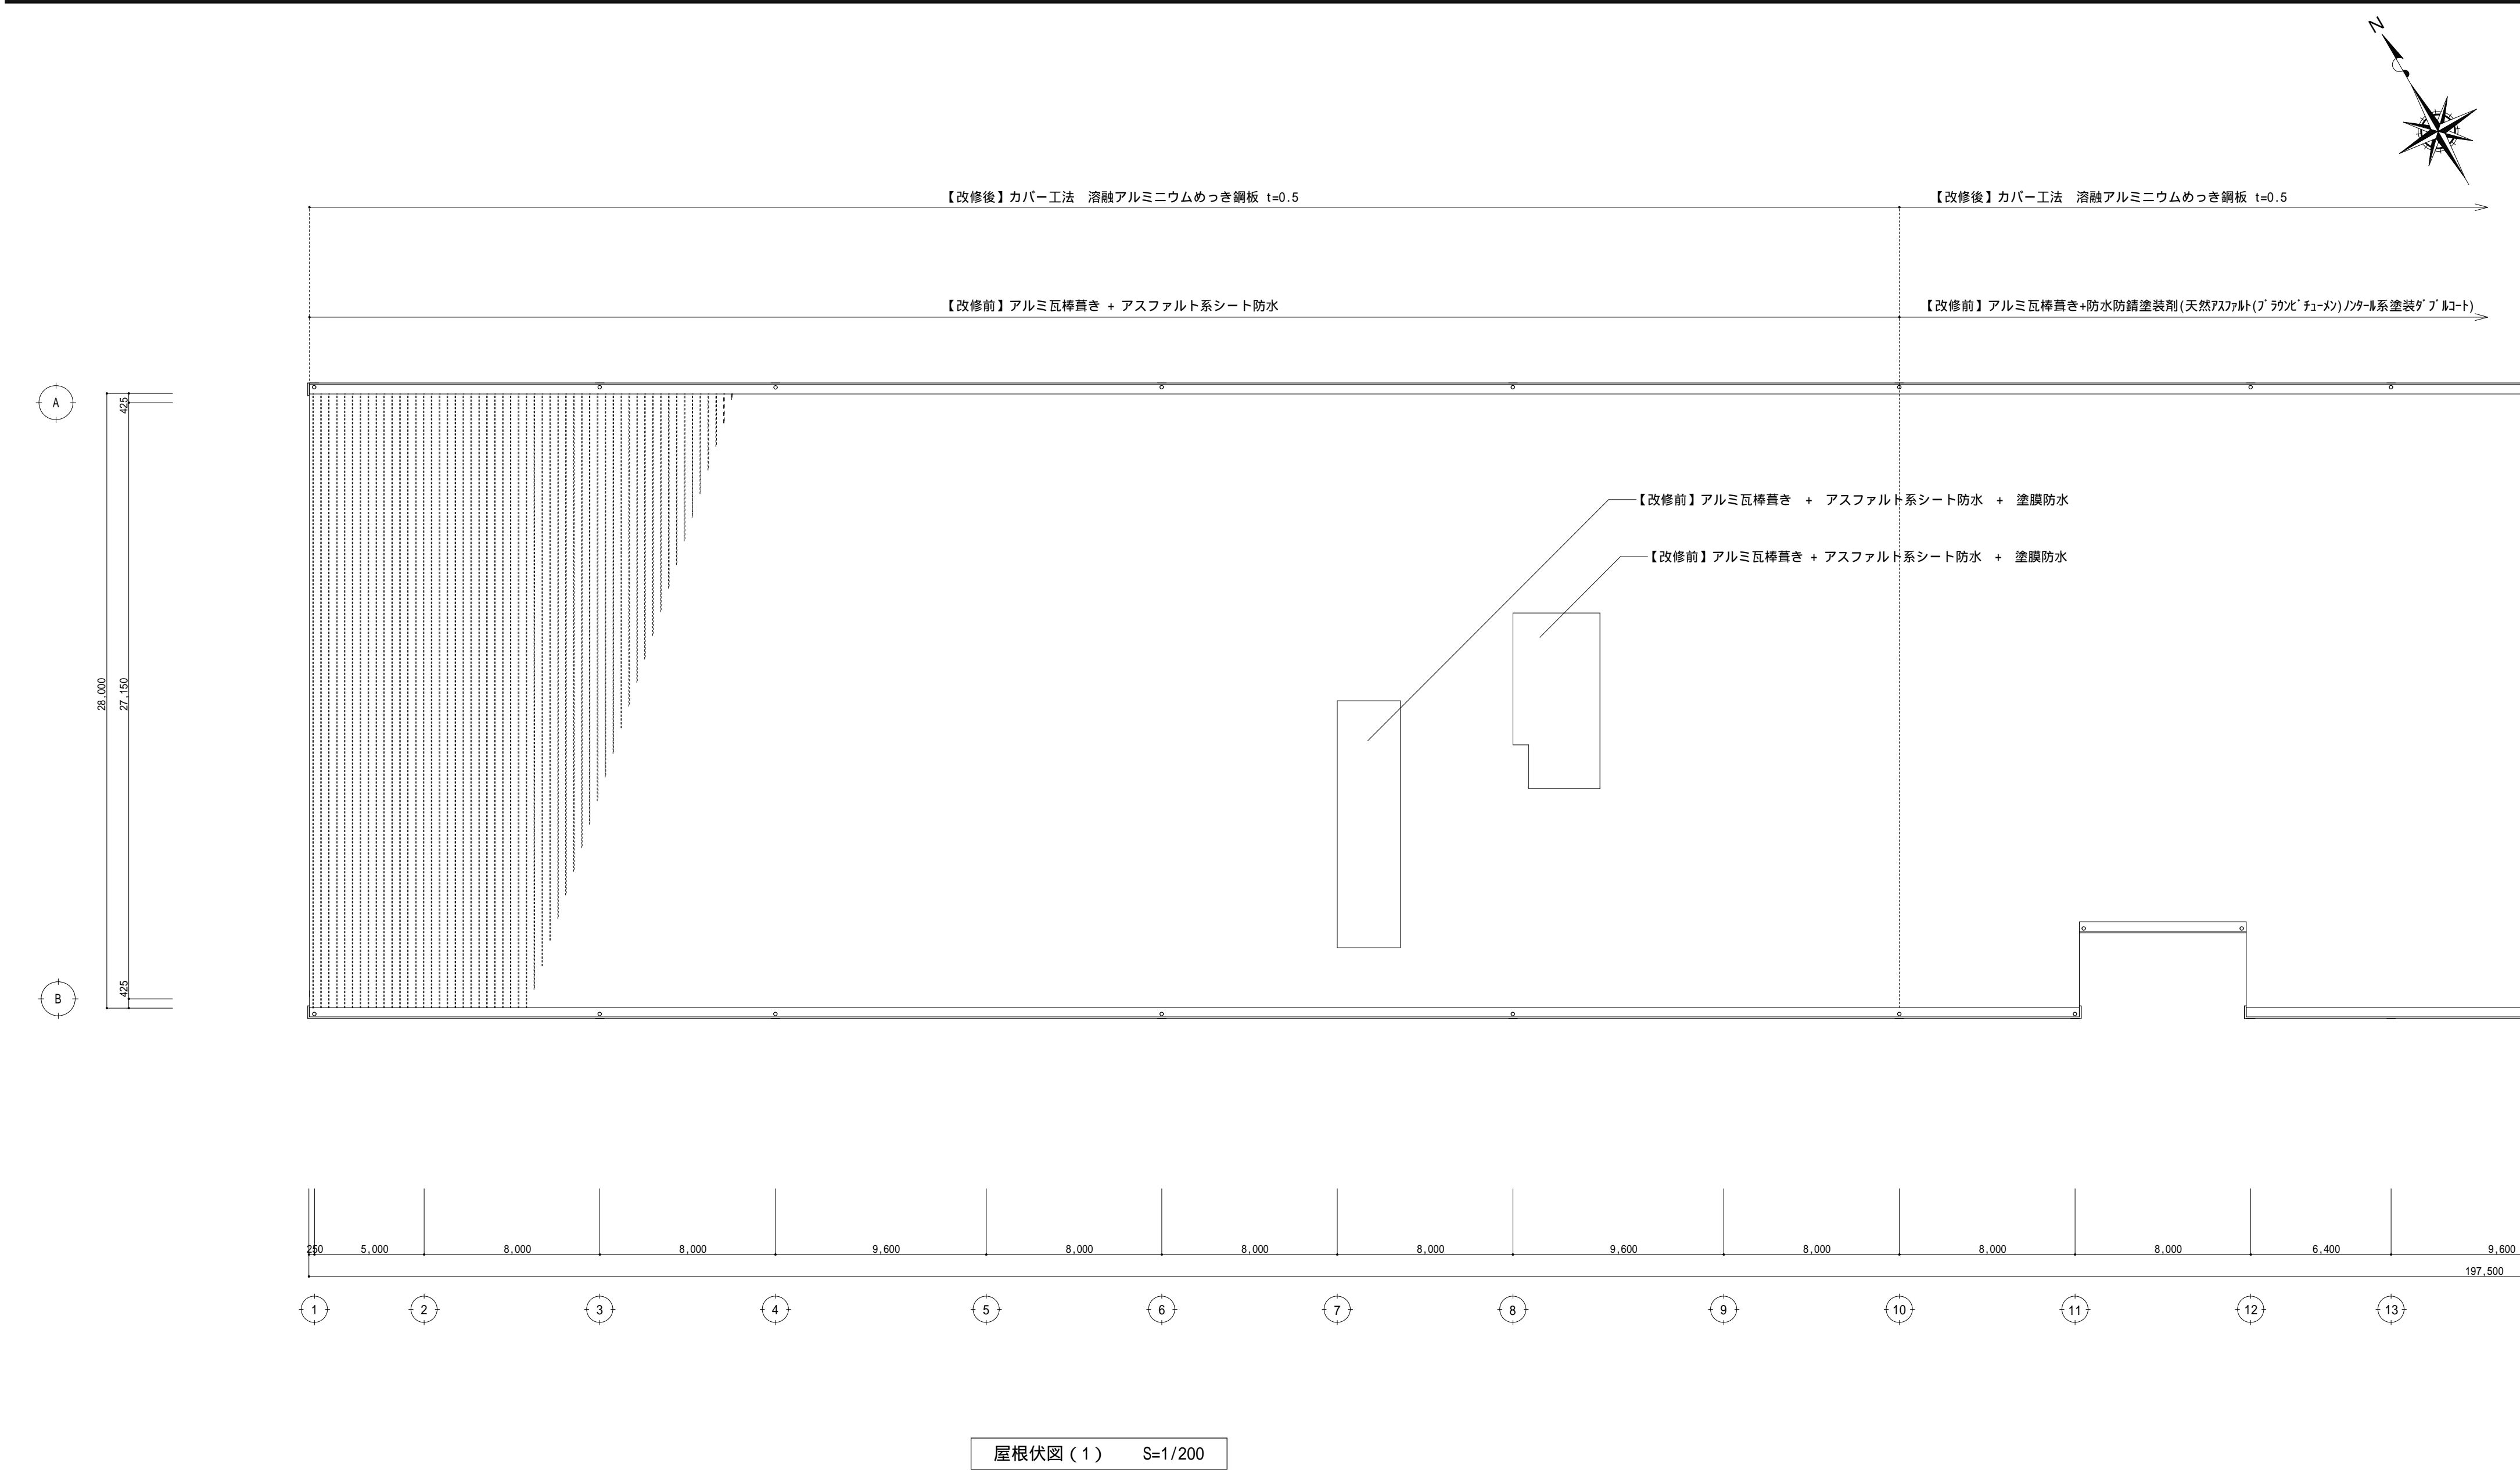 N
【改修後】カバー工法　溶融アルミニウムめっき鋼板 t=0.5
【改修後】カバー工法　溶融アルミニウムめっき鋼板 t=0.5
【改修前】アルミ瓦棒葺き + アスファルト系シート防水
【改修前】アルミ瓦棒葺き+防水防錆塗装剤(天然ｱｽﾌｧﾙﾄ(ﾌﾞﾗｳﾝﾋﾞﾁｭｰﾒﾝ)ﾉﾝﾀｰﾙ系塗装ﾀﾞﾌﾞﾙｺｰﾄ)
A
425
【改修前】アルミ瓦棒葺き　+　アスファルト系シート防水　+　塗膜防水
【改修前】アルミ瓦棒葺き + アスファルト系シート防水　+　塗膜防水
28,000
27,150
425
B
250 5,000 8,000 8,000 9,600 8,000 8,000 8,000 9,600 8,000 8,000 8,000 6,400 9,600
197,500
1 2 3 4 5 6 7 8 9 10 11 12 13
屋根伏図（1）　S=1/200